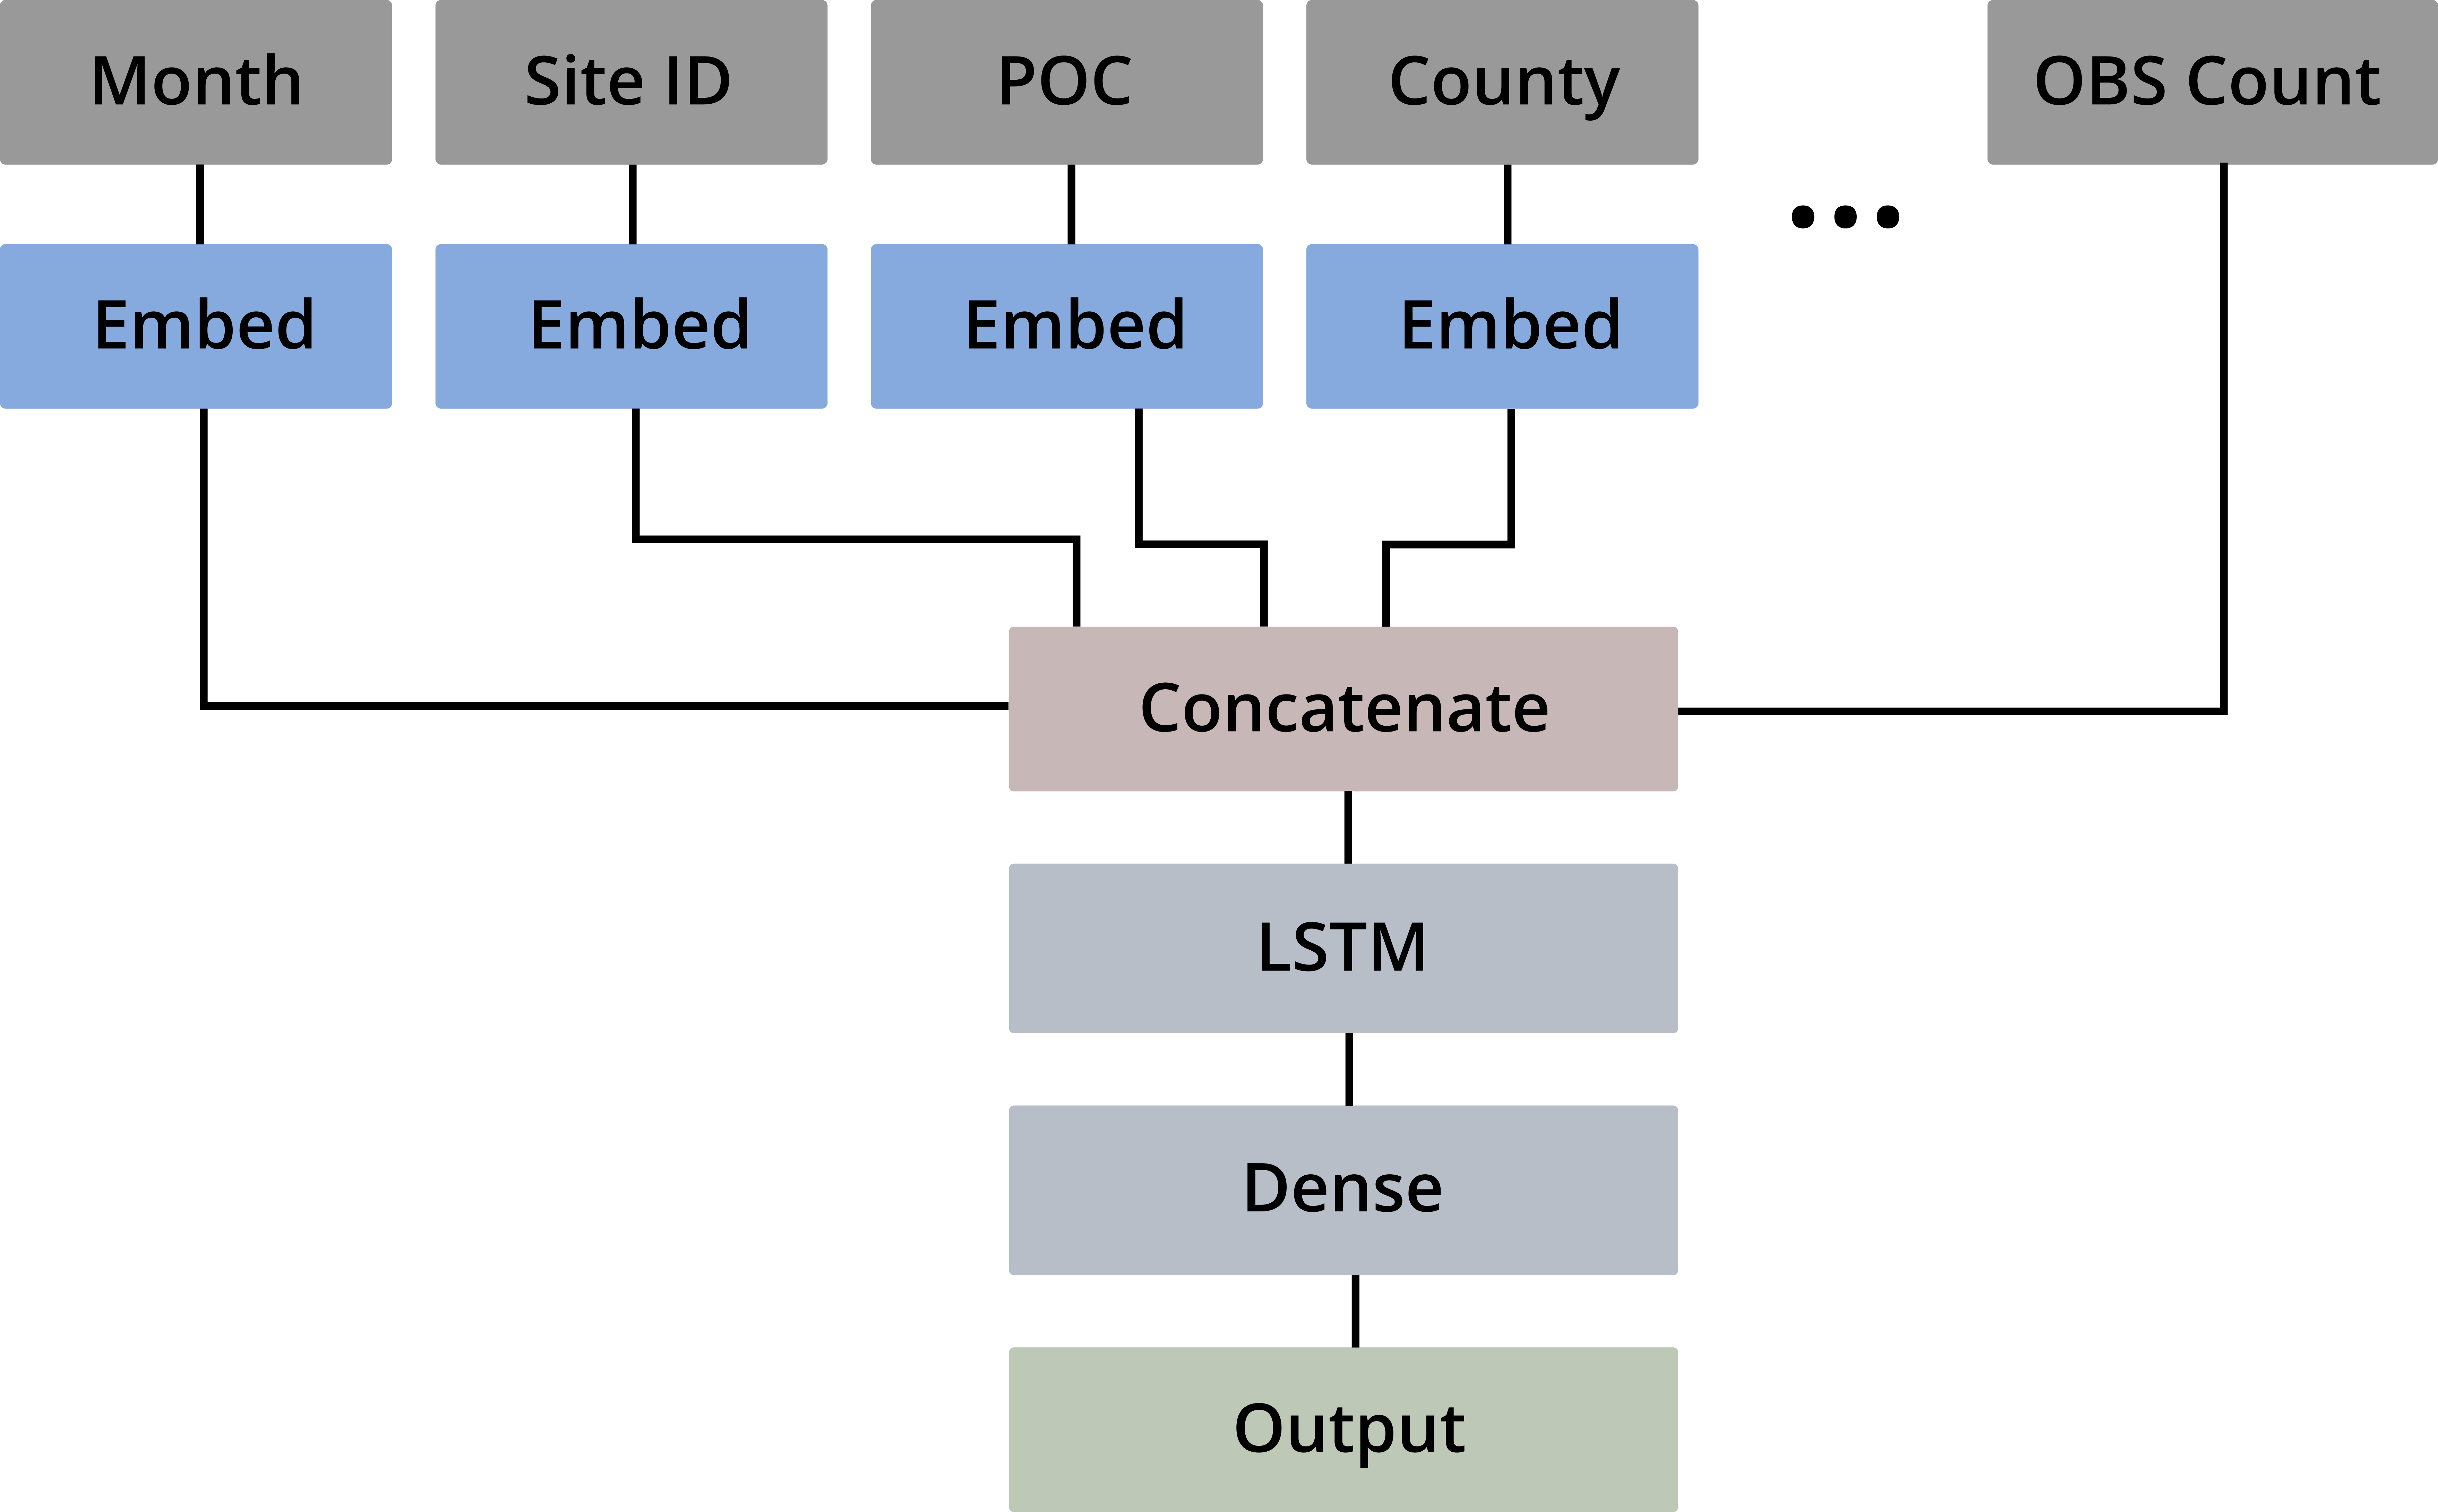 Month
Site ID
POC
County
OBS Count
...
Embed
Embed
Embed
Embed
Concatenate
LSTM
Dense
Output